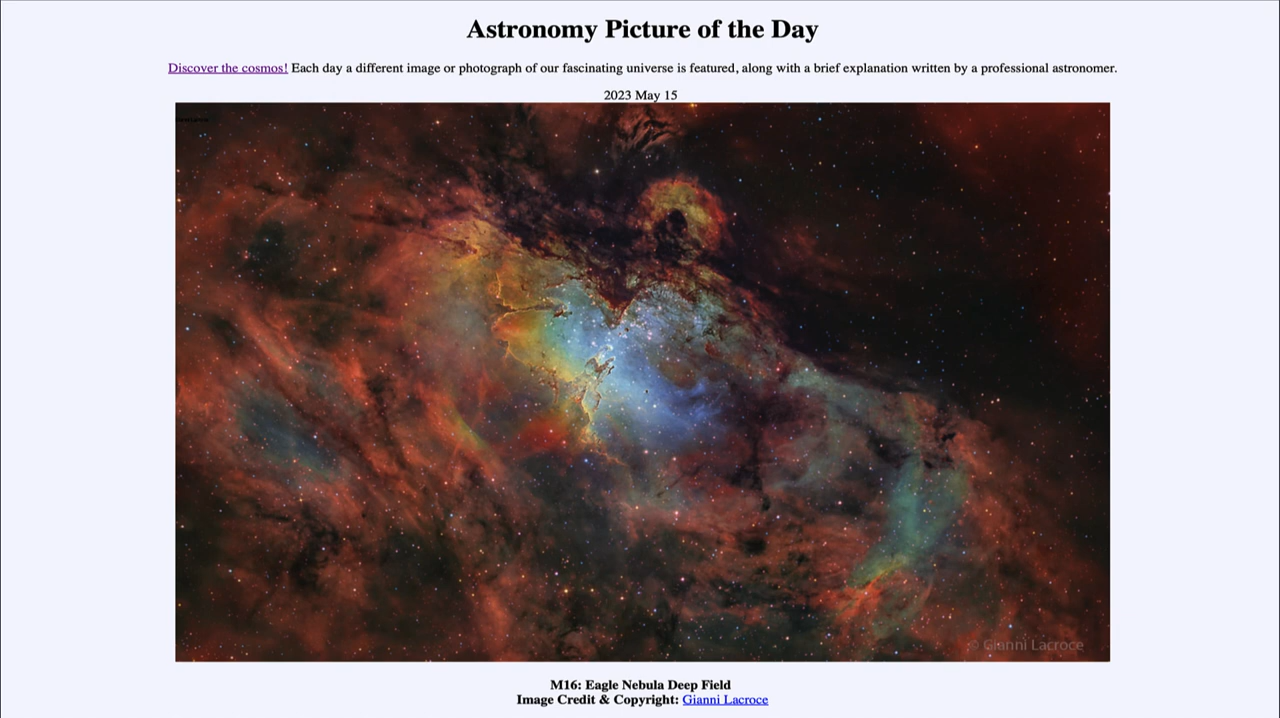 Astronomy Picture of the Day
Discover the cosmos! Each day a different image or photograph of our fascinating universe is featured, along with a brief explanation written by a professional astronomer.
2023 May 15
© Gianni Lacroce
M16: Eagle Nebula Deep Field
Image Credit & Copyright: Gianni Lacroce